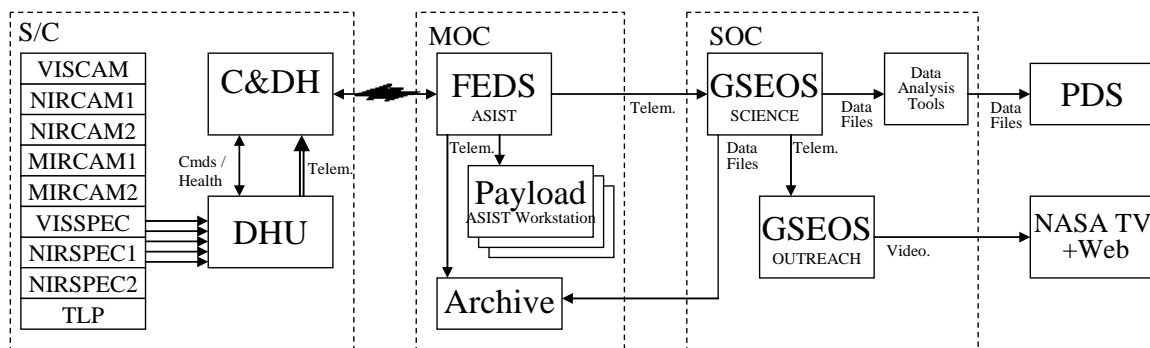 S/C
VISCAM
NIRCAM1
NIRCAM2
MIRCAM1
MIRCAM2
VISSPEC
NIRSPEC1
NIRSPEC2
TLP
C&DH
Cmds /
Health
Telem.
DHU
MOC
FEDS
ASIST
Telem.
Payload
ASIST Workstation
Archive
Telem.
SOC
GSEOS
SCIENCE
Data
Files
Data
Analysis
Tools
Data
Files
PDS
Data
Files
Telem.
GSEOS
OUTREACH
Video.
NASA TV
+Web